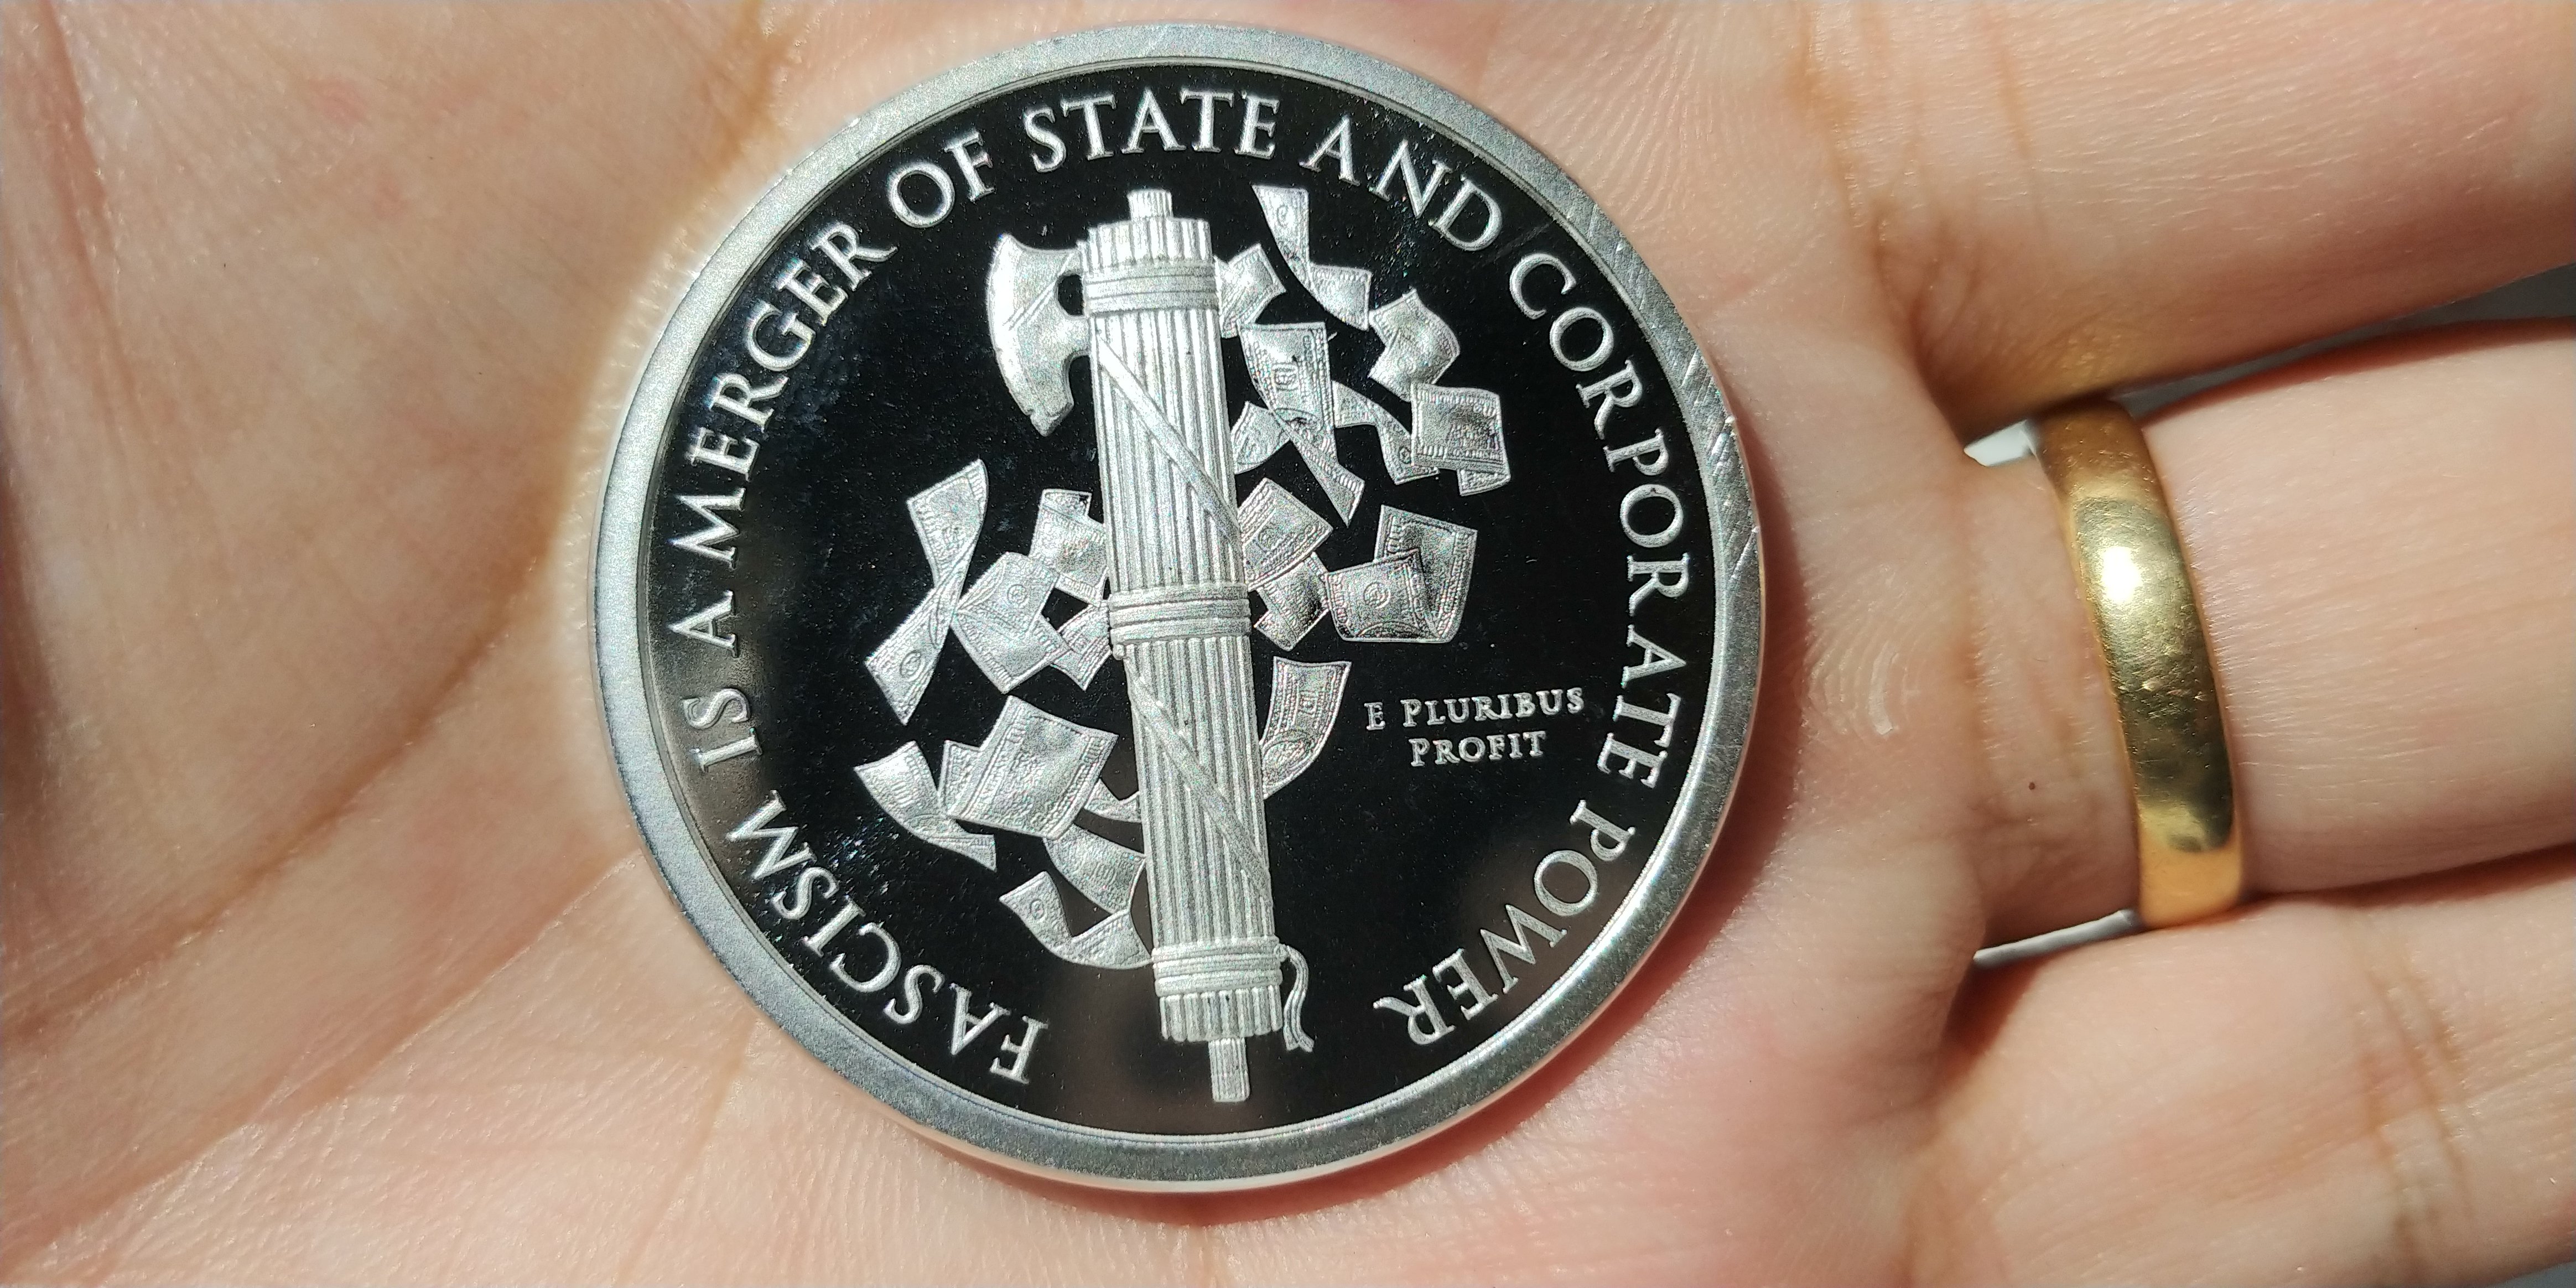 FASCISM IS A MERGER OF STATE AND CORPORATE POWER
E PLURIBUS
PROFIT